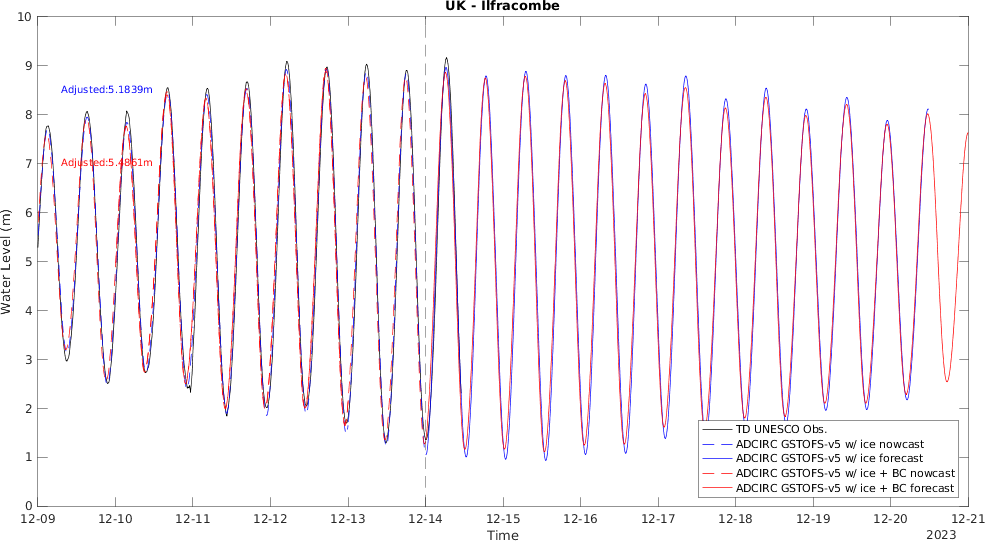 UK - Ilfracombe
10
9
8
7
6
5
4
3
2
1
0
Water Level (m)
Adjusted:5.1839m
Adjusted:5.4861m
TD UNESCO Obs.
ADCIRC GSTOFS-v5 w/ ice nowcast
ADCIRC GSTOFS-v5 w/ ice forecast
ADCIRC GSTOFS-v5 w/ ice + BC nowcast
ADCIRC GSTOFS-v5 w/ ice + BC forecast
12-09 12-10 12-11 12-12 12-13 12-14 12-15 12-16 12-17 12-18 12-19 12-20 12-21
Time
2023